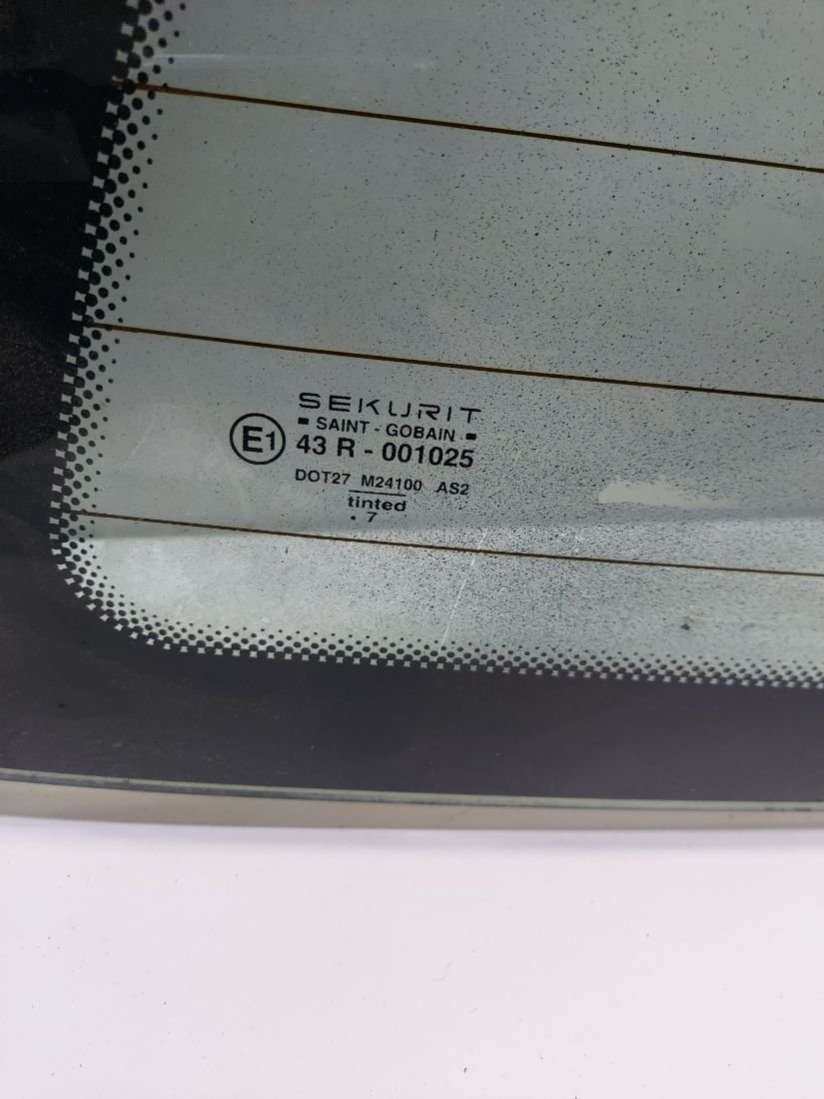 SEKURIT
SAINT - GOBAIN
E1 43 R - 001025
DOT27 M24100 AS2
tinted
. 7